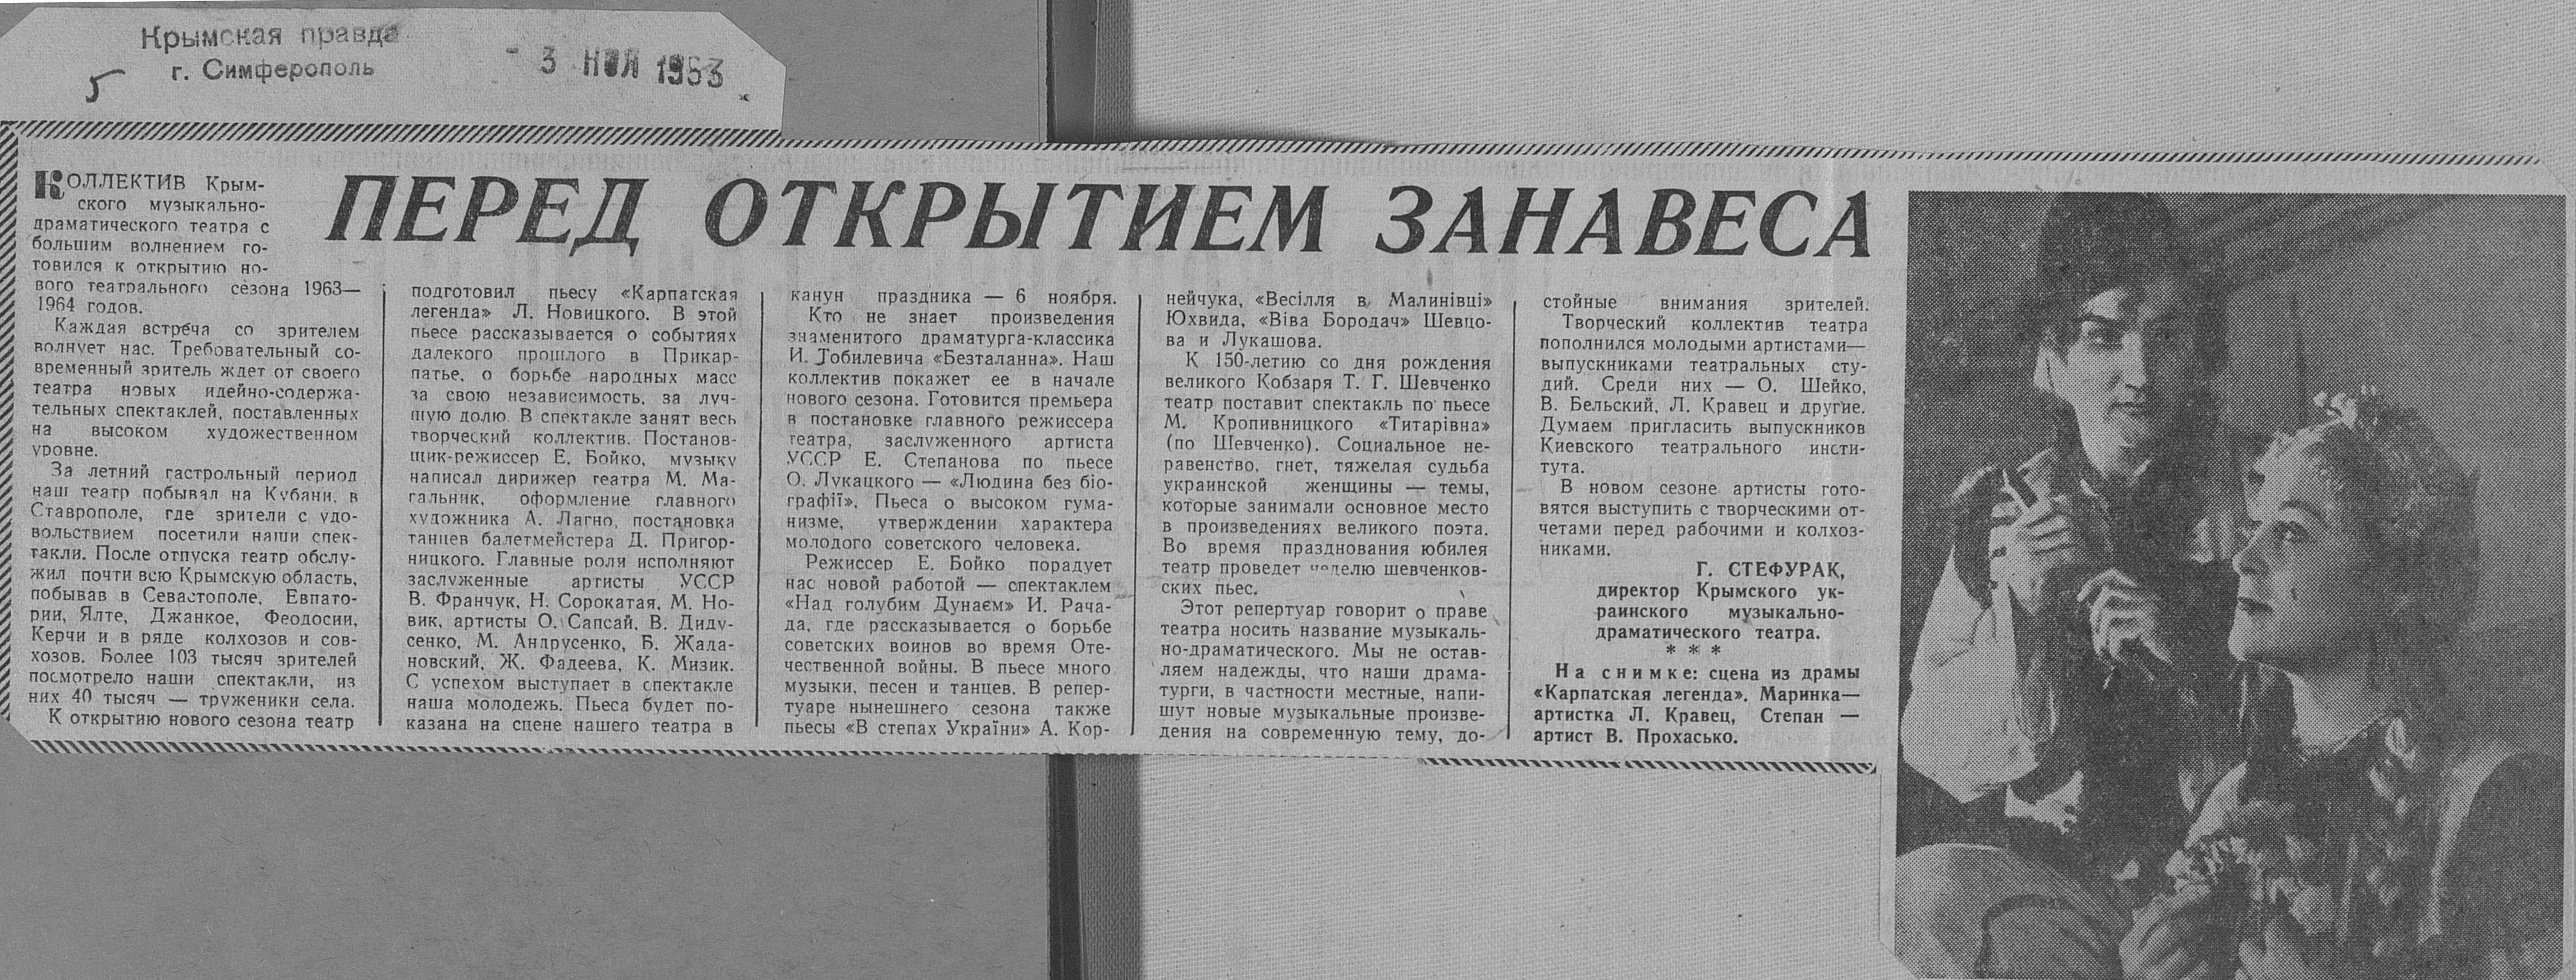 Крымская правда
г. Симферополь
5
- 3 НОЯ 1963
ПЕРЕД ОТКРЫТИЕМ ЗАНАВЕСА
КОЛЛЕКТИВ Крым-
ского музыкально-
драматического театра с
большим волнением го-
товился к открытию но-
вого театрального сезона 1963—
1964 годов.
Каждая встреча со зрителем
волнует нас. Требовательный со-
временный зритель ждет от своего
театра новых идейно-содержа-
тельных спектаклей, поставленных
на высоком художественном
уровне.
За летний гастрольный период
наш театр побывал на Кубани, в
Ставрополе, где зрители с удо-
вольствием посетили наши спек-
такли. После отпуска театр обслу-
жил почти всю Крымскую область,
побывав в Севастополе, Евпато-
рии, Ялте, Джанкое, Феодосии,
Керчи и в ряде колхозов и сов-
хозов. Более 103 тысяч зрителей
посмотрело наши спектакли, из
них 40 тысяч — труженики села.
К открытию нового сезона театр
подготовил пьесу «Карпатская
легенда» Л. Новицкого. В этой
пьесе рассказывается о событиях
далекого прошлого в Прикар-
патье, о борьбе народных масс
за свою независимость, за луч-
шую долю. В спектакле занят весь
творческий коллектив. Постанов-
щик-режиссер Е. Бойко, музыку
написал дирижер театра М. Ма-
гальник, оформление главного
художника А. Лагно, постановка
танцев балетмейстера Д. Пригор-
ницкого. Главные роли исполняют
заслуженные артисты УССР
В. Франчук, Н. Сорокатая, М. Но-
вик, артисты О. Сапсай, В. Диду-
сенко, М. Андрусенко, Б. Жада-
новский, Ж. Фадеева, К. Мизик.
С успехом выступает в спектакле
наша молодежь. Пьеса будет по-
казана на сцене нашего театра в
канун праздника — 6 ноября.
Кто не знает произведения
знаменитого драматурга-классика
И. Тобилевича «Безталанна». Наш
коллектив покажет ее в начале
нового сезона. Готовится премьера
в постановке главного режиссера
театра, заслуженного артиста
УССР Е. Степанова по пьесе
О. Лукацкого — «Людина без біо-
графії». Пьеса о высоком гума-
низме, утверждении характера
молодого советского человека.
Режиссер Е. Бойко порадует
нас новой работой — спектаклем
«Над голубим Дунаєм» И. Рача-
да, где рассказывается о борьбе
советских воинов во время Оте-
чественной войны. В пьесе много
музыки, песен и танцев. В репер-
туаре нынешнего сезона также
пьесы «В степах України» А. Кор-
нейчука, «Весілля в Малинівці»
Юхвида, «Віва Бородач» Шевцо-
ва и Лукашова.
К 150-летию со дня рождения
великого Кобзаря Т. Г. Шевченко
театр поставит спектакль по пьесе
М. Кропивницкого «Титарівна»
(по Шевченко). Социальное не-
равенство, гнет, тяжелая судьба
украинской женщины — темы,
которые занимали основное место
в произведениях великого поэта.
Во время празднования юбилея
театр проведет неделю шевченков-
ских пьес.
Этот репертуар говорит о праве
театра носить название музыкаль-
но-драматического. Мы не остав-
ляем надежды, что наши драма-
турги, в частности местные, напи-
шут новые музыкальные произве-
дения на современную тему, до-
стойные внимания зрителей.
Творческий коллектив театра
пополнился молодыми артистами—
выпускниками театральных сту-
дий. Среди них — О. Шейко,
В. Бельский, Л. Кравец и другие.
Думаем пригласить выпускников
Киевского театрального инсти-
тута.
В новом сезоне артисты гото-
вятся выступить с творческими от-
четами перед рабочими и колхоз-
никами.
Г. СТЕФУРАК,
директор Крымского ук-
раинского музыкально-
драматического театра.
* * *
На снимке: сцена из драмы
«Карпатская легенда». Маринка—
артистка Л. Кравец, Степан —
артист В. Прохасько.